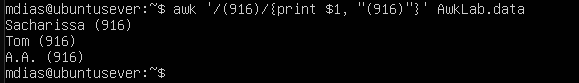 mdias@ubuntusever:~$ awk '/(916)/{print $1, "(916)"}' AwkLab.data
Sacharissa (916)
Tom (916)
A.A. (916)
mdias@ubuntusever:~$